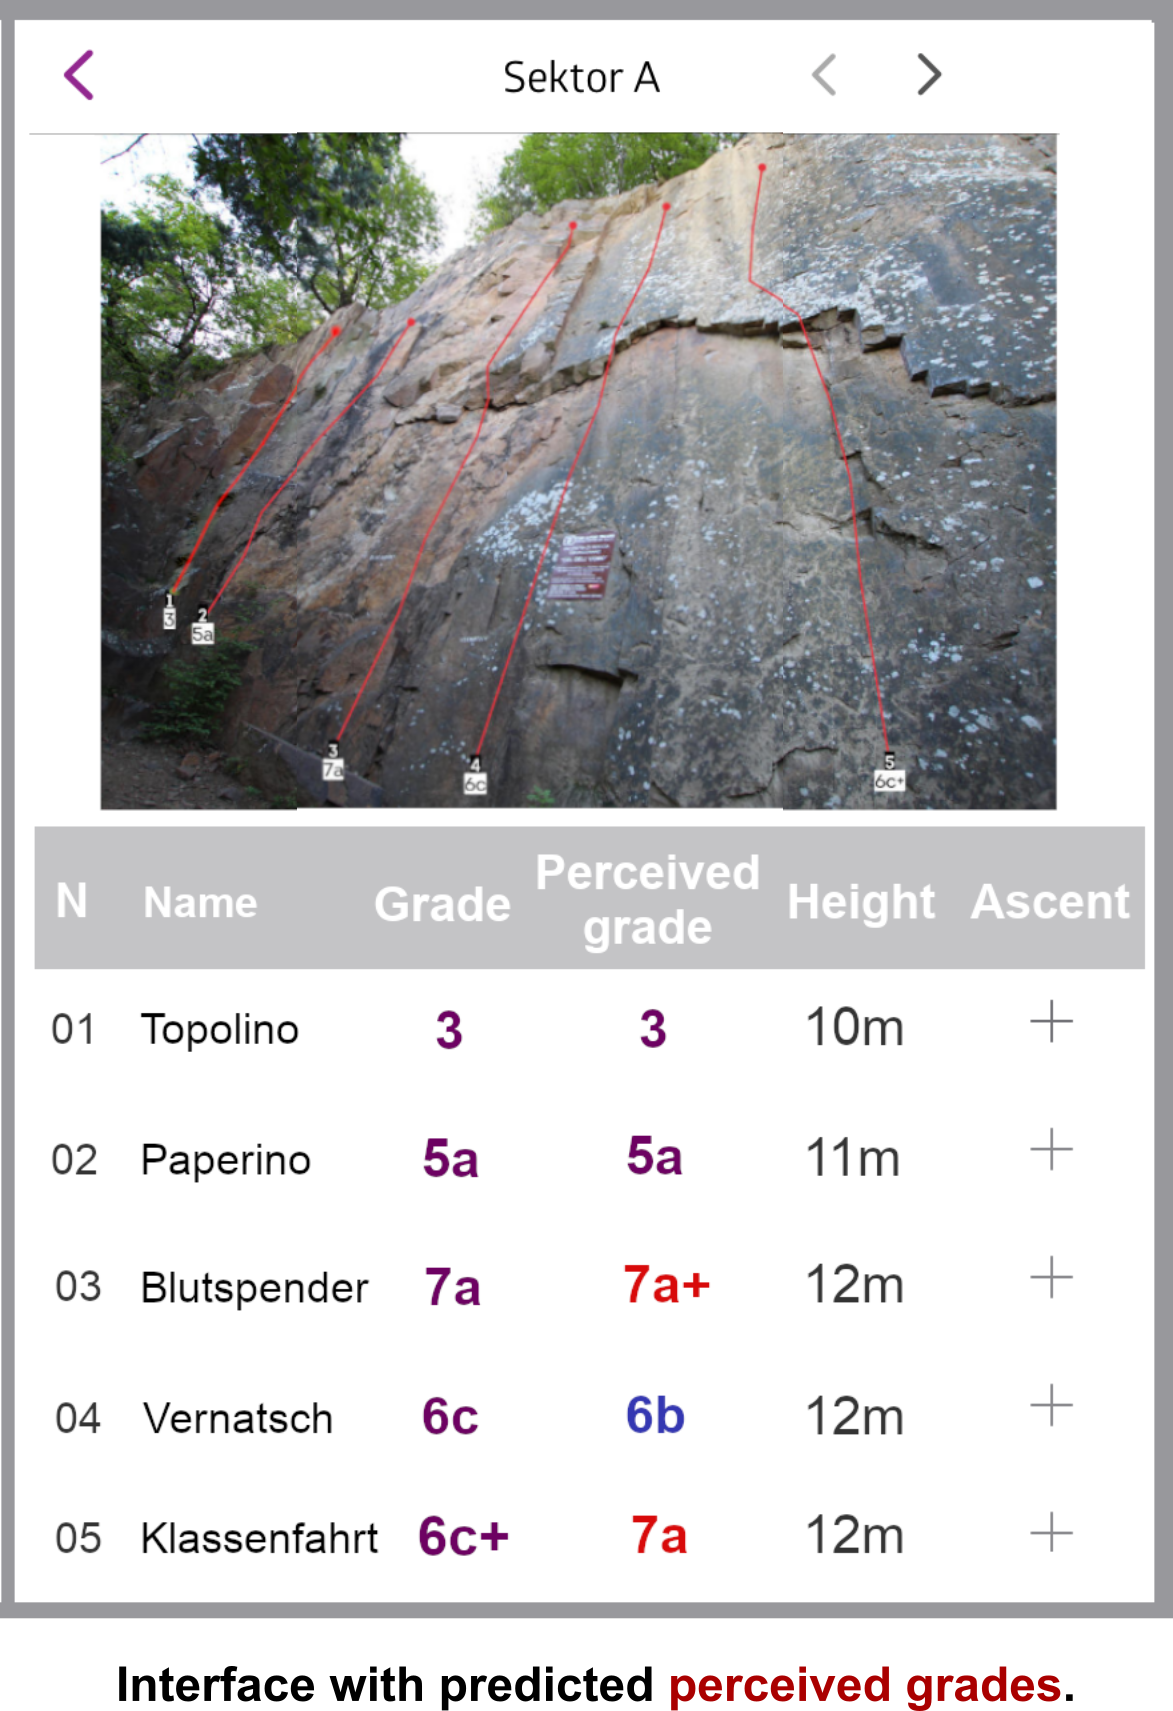 Sektor A
1
3
2
5a
3
7a
4
6c
5
6c+
N Name Grade Perceived grade Height Ascent
01 Topolino 3 3 10m +
02 Paperino 5a 5a 11m +
03 Blutspender 7a 7a+ 12m +
04 Vernatsch 6c 6b 12m +
05 Klassenfahrt 6c+ 7a 12m +
Interface with predicted perceived grades.